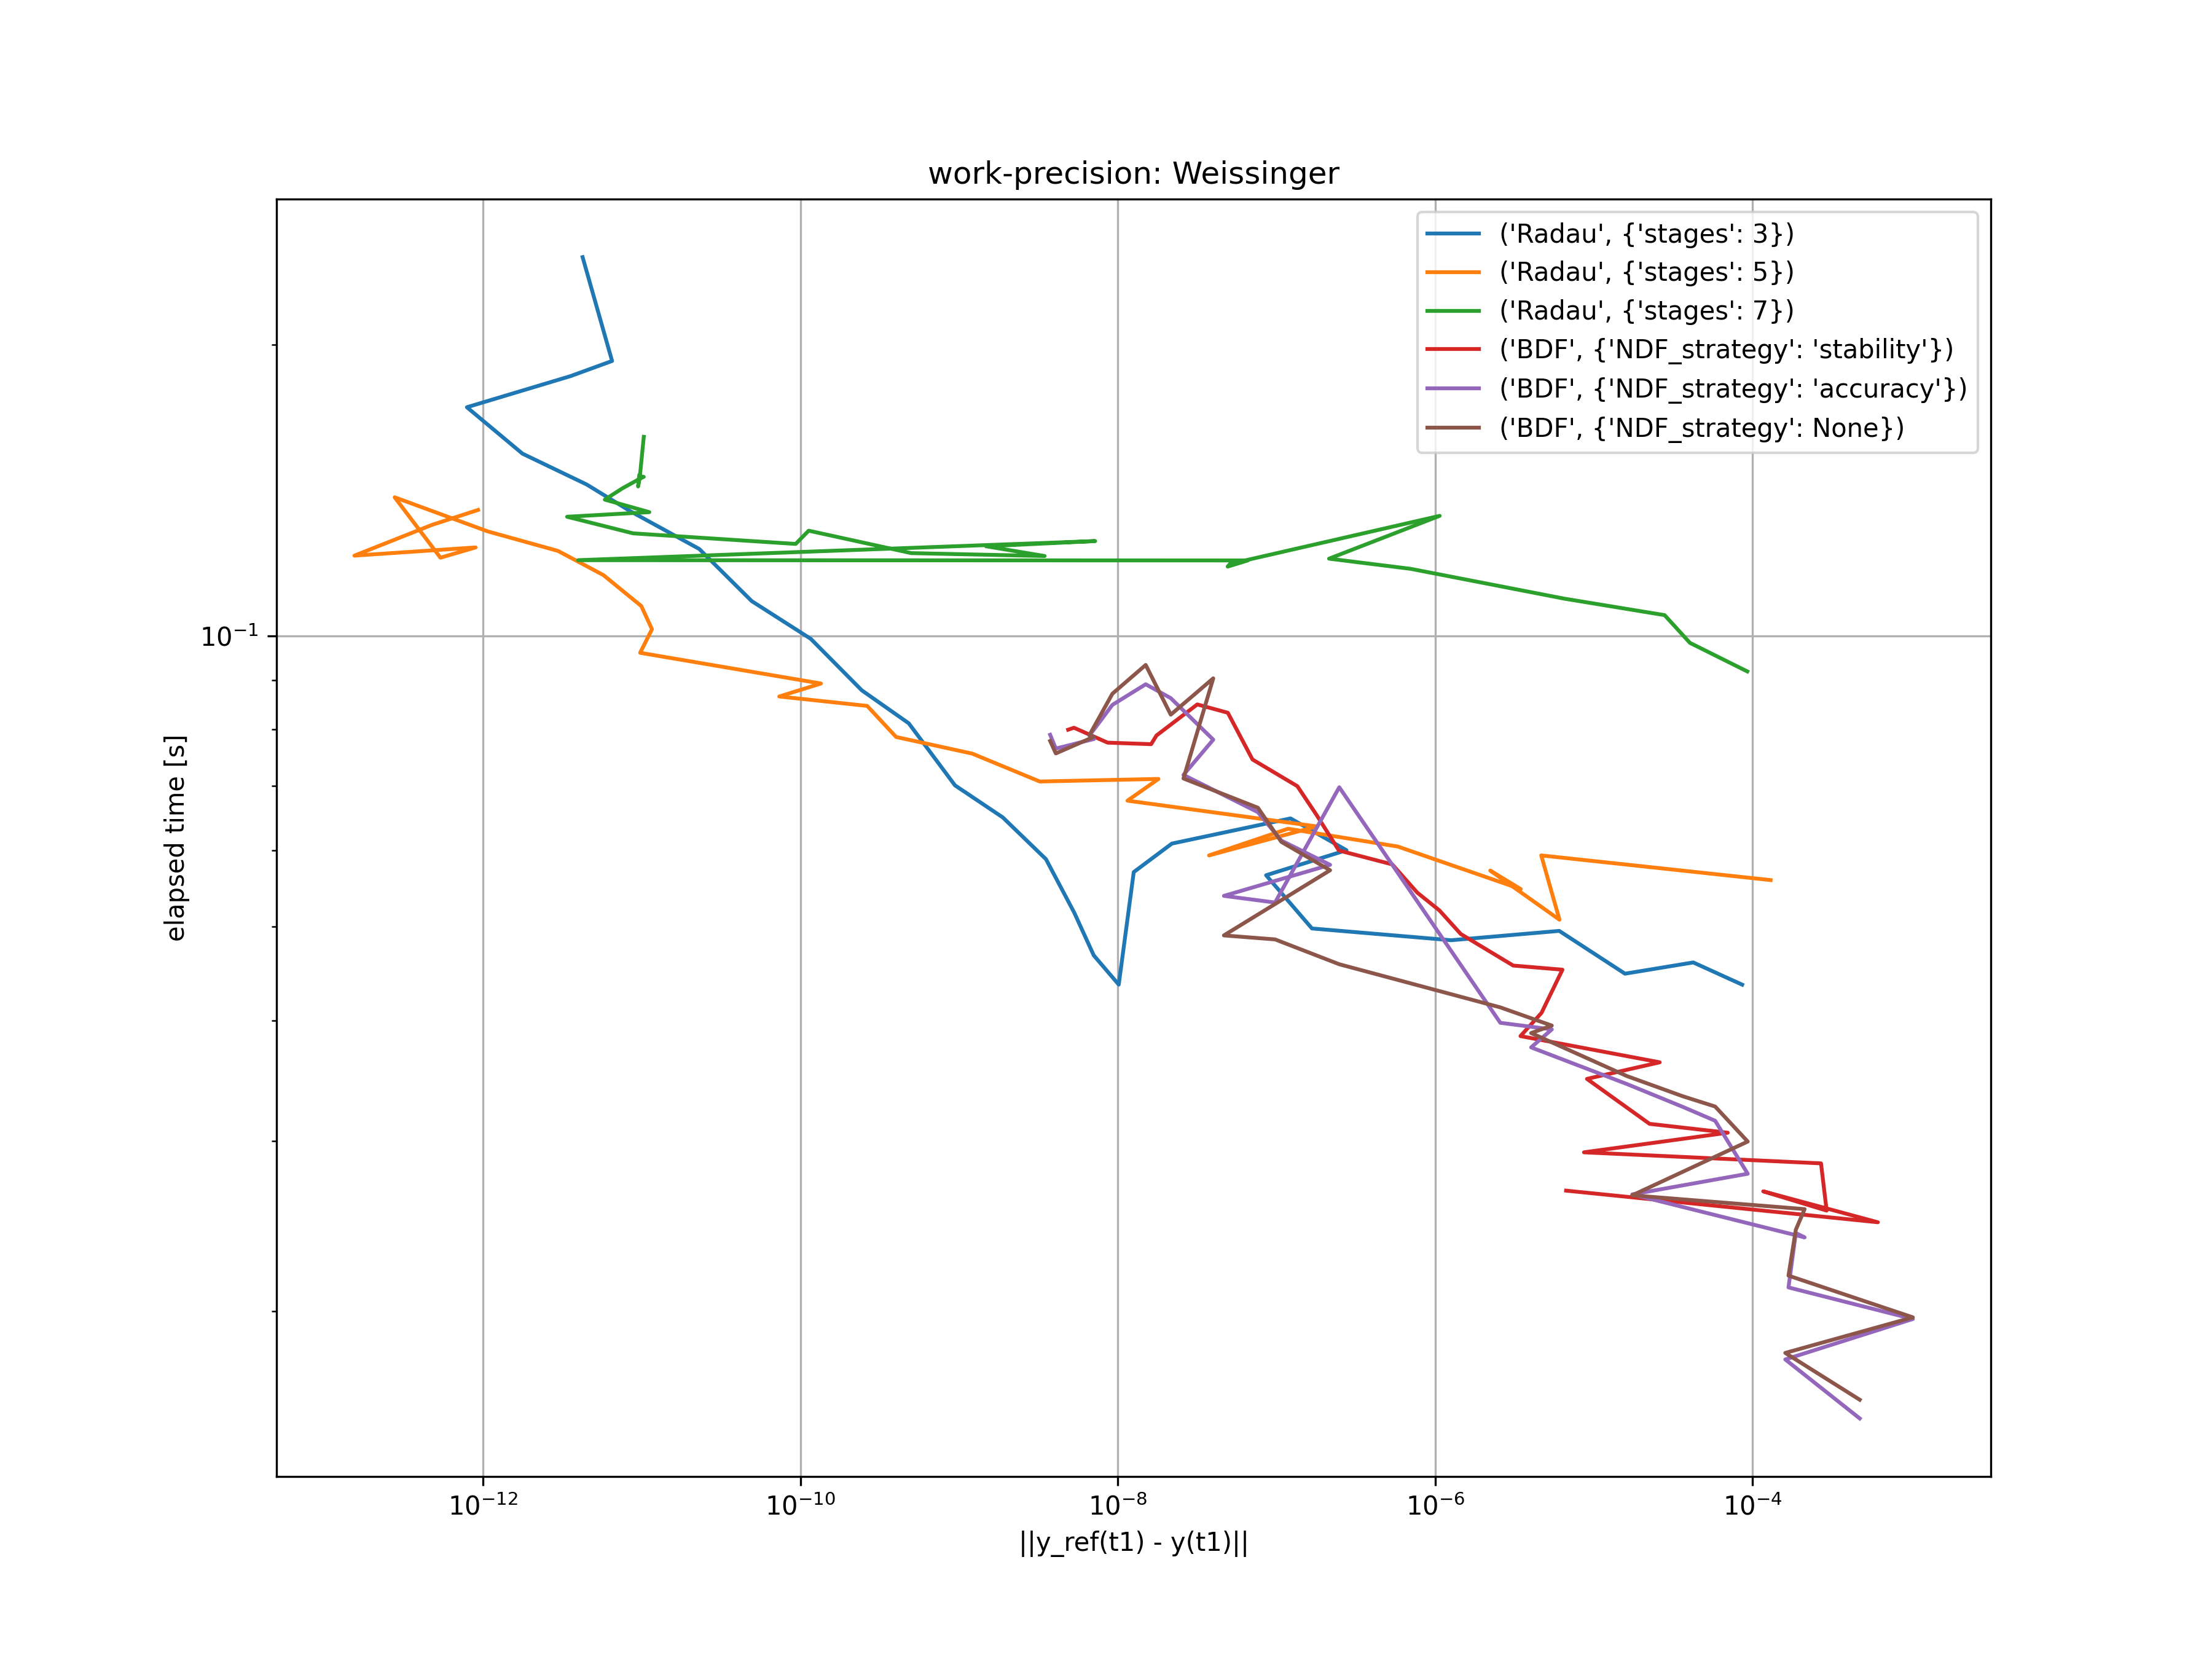 work-precision: Weissinger
('Radau', {'stages': 3})
('Radau', {'stages': 5})
('Radau', {'stages': 7})
('BDF', {'NDF_strategy': 'stability'})
('BDF', {'NDF_strategy': 'accuracy'})
('BDF', {'NDF_strategy': None})
10⁻¹
elapsed time [s]
10⁻¹² 10⁻¹⁰ 10⁻⁸ 10⁻⁶ 10⁻⁴
||y_ref(t1) - y(t1)||